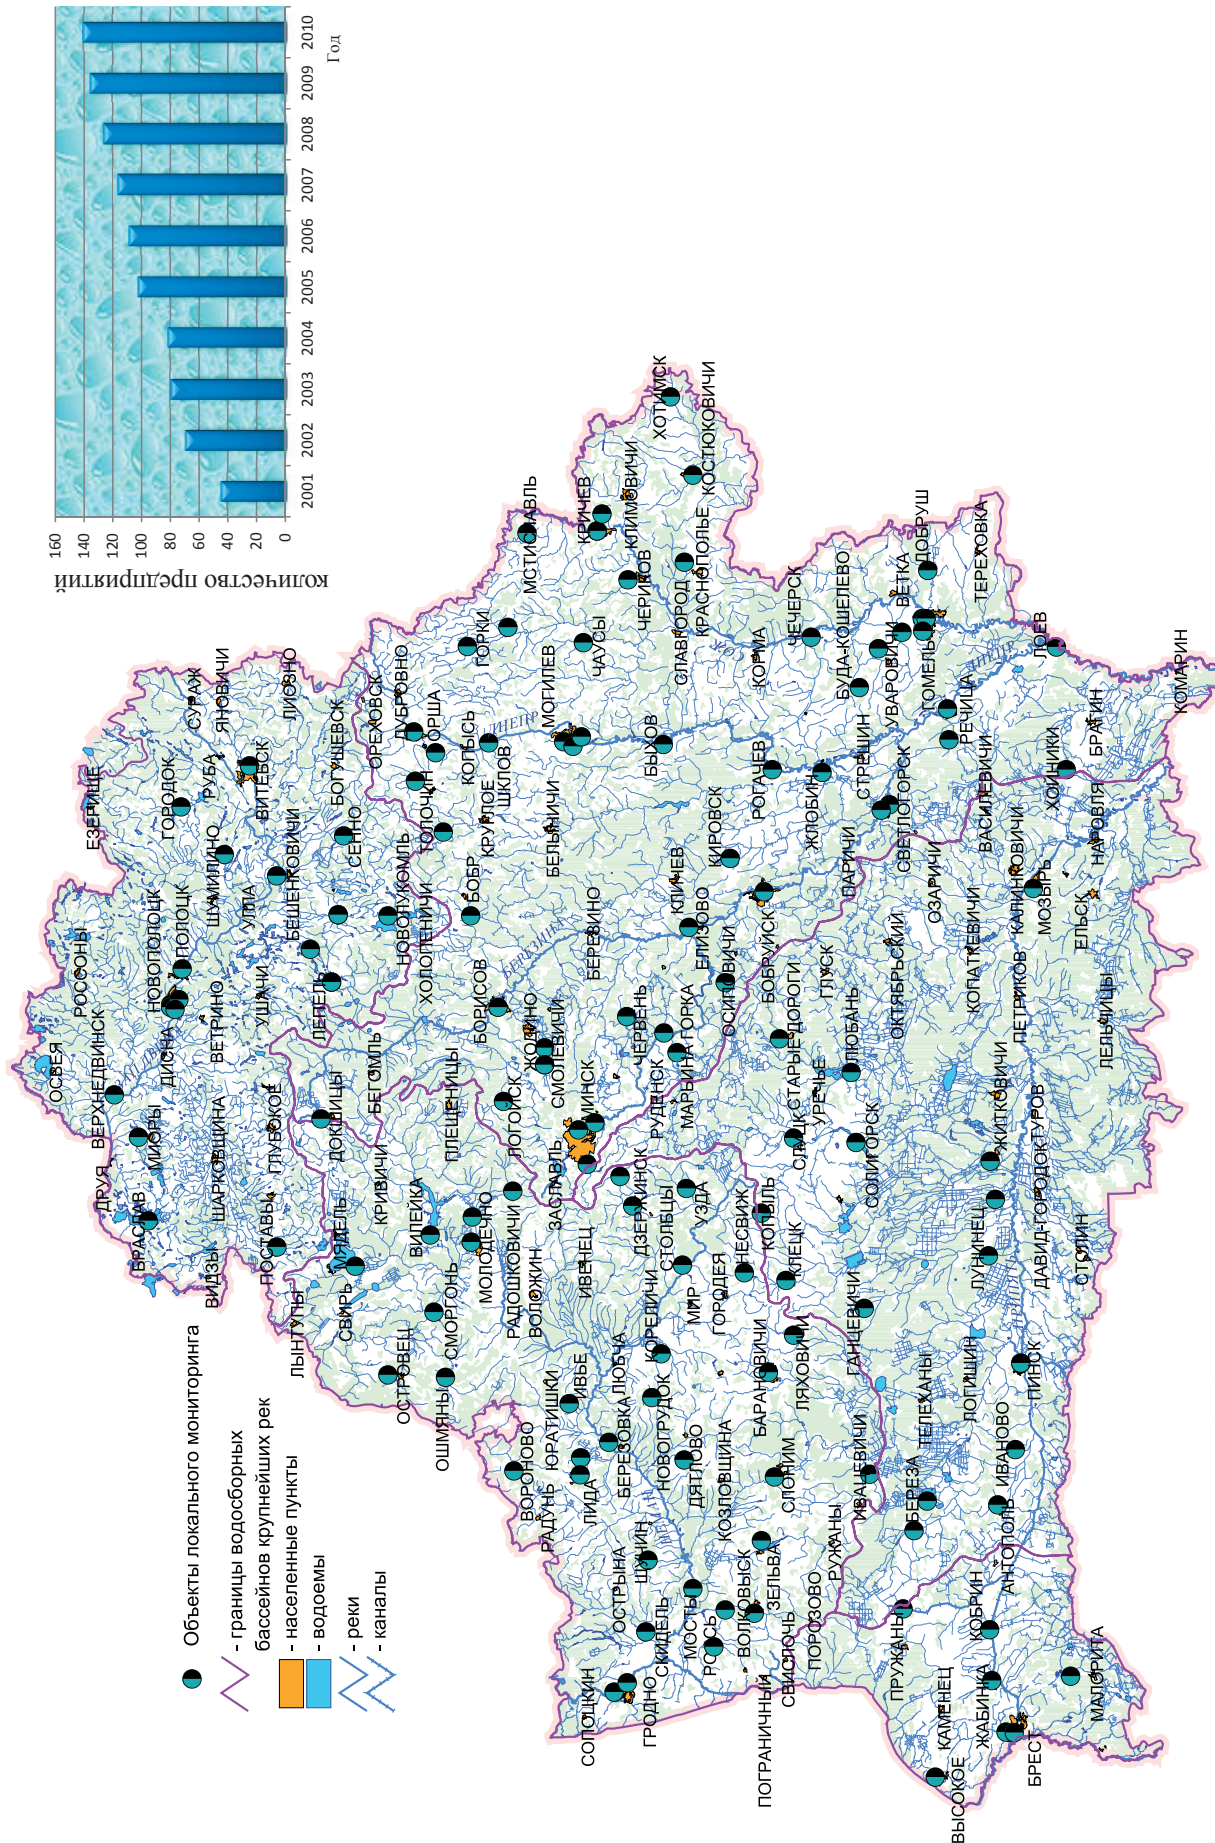 160
140
120
100
80
60
40
20
0
количество предприятий
2001
2002
2003
2004
2005
2006
2007
2008
2009
2010
Год
Объекты локального мониторинга
- границы водосборных
бассейнов крупнейших рек
- населенные пункты
- водоемы
- реки
- каналы
ОСВЕЯ
РОССОНЫ
ЕЗЕРИЩЕ
ДРУЯ
ВЕРХНЕДВИНСК
БРАСЛАВ
МИОРЫ
ДИСНА
НОВОПОЛОЦК
ПОЛОЦК
ГОРОДОК
СУРАЖ
РУБА
ЯНОВИЧИ
ВИДЗЫ
ШАРКОВЩИНА
ВЕТРИНО
ШУМИЛИНО
УЛЛА
ВИТЕБСК
ЛИОЗНО
ПОСТАВЫ
ГЛУБОКОЕ
УШАЧИ
БЕШЕНКОВИЧИ
ЛЫНТУПЫ
ЛЕПЕЛЬ
БОГУШЕВСК
СЕННО
МЯДЕЛЬ
СВИРЬ
ДОКШИЦЫ
БЕГОМЛЬ
КРИВИЧИ
НОВОЛУКОМЛЬ
ОРЕХОВСК
ДУБРОВНО
ОСТРОВЕЦ
ВИЛЕЙКА
ХОЛОПЕНИЧИ
ТОЛОЧИН
ОРША
ОШМЯНЫ
СМОРГОНЬ
ПЛЕЩЕНИЦЫ
КОПЫСЬ
БОБР
ГОРКИ
МОЛОДЕЧНО
БОРИСОВ
КРУГЛОЕ
ШКЛОВ
РАДОШКОВИЧИ
ЛОГОЙСК
БЕРЕЗИНА
ДНЕПР
ВОРОНОВО
ВОЛОЖИН
ЖОДИНО
СМОЛЕВИЧИ
МСТИСЛАВЛЬ
РАДУНЬ
ЮРАТИШКИ
ЗАСЛАВЛЬ
БЕЛЫНИЧИ
МОГИЛЕВ
ИВЬЕ
ИВЕНЕЦ
МИНСК
БЕРЕЗИНО
КРИЧЕВ
ЛИДА
ЧАУСЫ
СОПОЦКИН
ОСТРЫНА
БЕРЕЗОВКА
ЛЮБЧА
КЛИМОВИЧИ
ЩУЧИН
ДЗЕРЖИНСК
ЧЕРВЕНЬ
ЧЕРИКОВ
ГРОДНО
СКИДЕЛЬ
НОВОГРУДОК
КОРЕЛИЧИ
СТОЛБЦЫ
РУДЕНСК
БЫХОВ
ХОТИМСК
МОСТЫ
ДЯТЛОВО
МИР
УЗДА
МАРЬИНА ГОРКА
КЛИЧЕВ
СЛАВГОРОД
РОСЬ
ЕЛИЗОВО
КРАСНОПОЛЬЕ
КОСТЮКОВИЧИ
ГОРОДЕЯ
КОЗЛОВЩИНА
НЕСВИЖ
ОСИПОВИЧИ
КИРОВСК
ВОЛКОВЫСК
ЗЕЛЬВА
БАРАНОВИЧИ
КОПЫЛЬ
БОБРУЙСК
РОГАЧЕВ
КОРМА
ПОГРАНИЧНЫЙ
СВИСЛОЧЬ
СЛОНИМ
КЛЕЦК
СЛУЦК
СТАРЫЕ ДОРОГИ
ЧЕЧЕРСК
ПОРОЗОВО
ЛЯХОВИЧИ
УРЕЧЬЕ
ГЛУСК
ЖЛОБИН
РУЖАНЫ
ЛЮБАНЬ
ПАРИЧИ
БУДА-КОШЕЛЕВО
ИВАЦЕВИЧИ
ГАНЦЕВИЧИ
СОЛИГОРСК
СТРЕШИН
УВАРОВИЧИ
ВЕТКА
ОКТЯБРЬСКИЙ
СВЕТЛОГОРСК
ДОБРУШ
ПРУЖАНЫ
БЕРЕЗА
ТЕЛЕХАНЫ
ОЗАРИЧИ
ГОМЕЛЬ
РЕЧИЦА
КАМЕНЕЦ
ВЫСОКОЕ
КОБРИН
ЛОГИШИН
ЛУНИНЕЦ
КОПАТКЕВИЧИ
ТЕРЕХОВКА
ЖАБИНКА
АНТОПОЛЬ
ИВАНОВО
ЖИТКОВИЧИ
ВАСИЛЕВИЧИ
ДНЕПР
ПЕТРИКОВ
КАЛИНКОВИЧИ
БРЕСТ
ПИНСК
ТУРОВ
ДАВИД-ГОРОДОК
МОЗЫРЬ
ХОЙНИКИ
ЛОЕВ
СТОЛИН
ЕЛЬСК
НАРОВЛЯ
БРАГИН
МАЛОРИТА
ЛЕЛЬЧИЦЫ
КОМАРИН